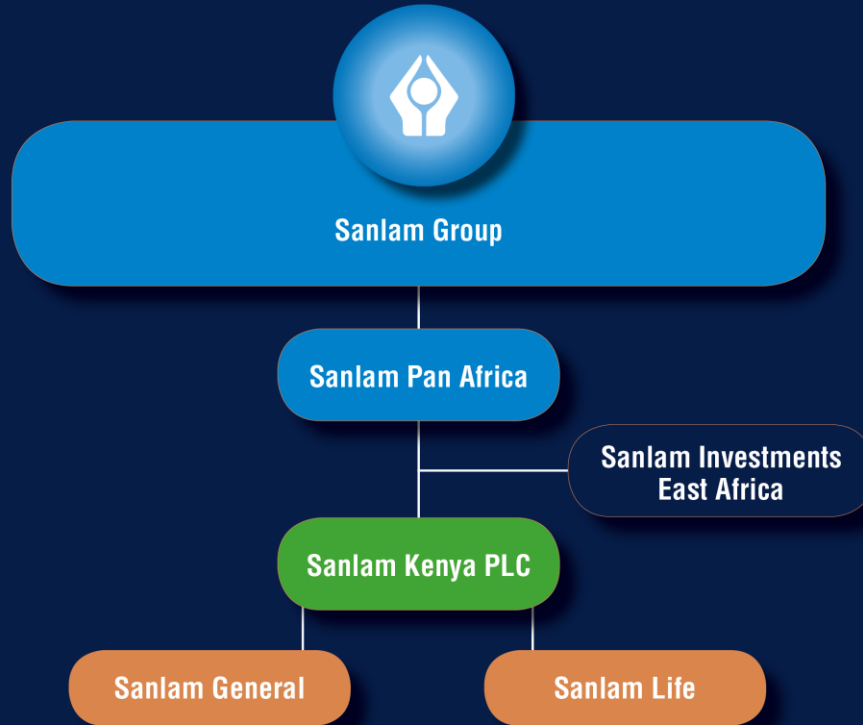 Sanlam Group
Sanlam Pan Africa
Sanlam Investments
East Africa
Sanlam Kenya PLC
Sanlam General
Sanlam Life